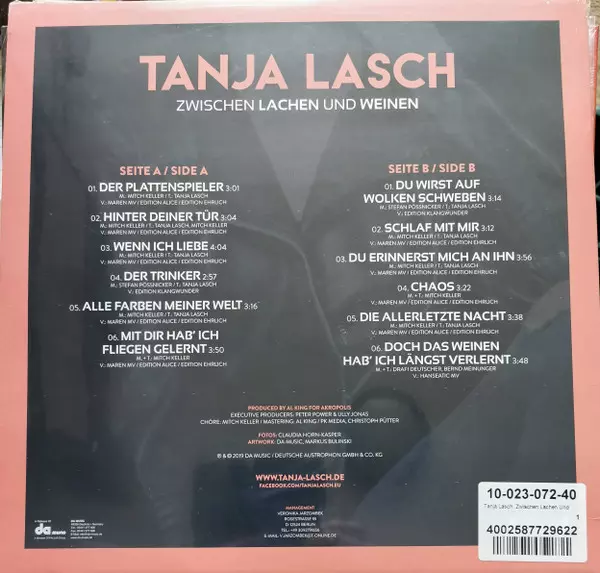 TANJA LASCH
ZWISCHEN LACHEN UND WEINEN
SEITE A / SIDE A
01. DER PLATTENSPIELER 3:01
M.: MITCH KELLER / T.: TANJA LASCH
V.: MAREN MV / EDITION ALICE / EDITION EHRLICH
02. HINTER DEINER TÜR 3:04
M.: MITCH KELLER / T.: TANJA LASCH, MITCH KELLER
V.: MAREN MV / EDITION ALICE / EDITION EHRLICH
03. WENN ICH LIEBE 4:04
M.: MITCH KELLER / T.: TANJA LASCH
V.: MAREN MV / EDITION ALICE / EDITION EHRLICH
04. DER TRINKER 2:57
M.: STEFAN PÖSSNICKER / T.: TANJA LASCH
V.: EDITION KLANGWUNDER
05. ALLE FARBEN MEINER WELT 3:16
M.: MITCH KELLER / T.: TANJA LASCH
V.: MAREN MV / EDITION ALICE / EDITION EHRLICH
06. MIT DIR HAB' ICH
FLIEGEN GELERNT 3:50
M. + T.: MITCH KELLER
V.: MAREN MV / EDITION ALICE / EDITION EHRLICH
SEITE B / SIDE B
01. DU WIRST AUF
WOLKEN SCHWEBEN 3:14
M.: STEFAN PÖSSNICKER / T.: TANJA LASCH
V.: EDITION KLANGWUNDER
02. SCHLAF MIT MIR 3:12
M.: MITCH KELLER / T.: TANJA LASCH
V.: MAREN MV / EDITION ALICE / EDITION EHRLICH
03. DU ERINNERST MICH AN IHN 3:56
M.: MITCH KELLER / T.: TANJA LASCH
V.: MAREN MV / EDITION ALICE / EDITION EHRLICH
04. CHAOS 3:22
M. + T.: MITCH KELLER
V.: MAREN MV / EDITION ALICE / EDITION EHRLICH
05. DIE ALLERLETZTE NACHT 3:38
M.: MITCH KELLER / T.: TANJA LASCH
V.: MAREN MV / EDITION ALICE / EDITION EHRLICH
06. DOCH DAS WEINEN
HAB' ICH LÄNGST VERLERNT 3:48
M. + T.: DRAFI DEUTSCHER, BERND MEINUNGER
V.: HANSEATIC MV
PRODUCED BY AL KING FOR AKROPOLIS
EXECUTIVE PRODUCERS: PETER POWER & ULLY JONAS
CHÖRE: MITCH KELLER / MASTERING: AL KING / PK MEDIA, CHRISTOPH PÜTTER
FOTOS: CLAUDIA HORN-KASPER
ARTWORK: DA MUSIC, MARKUS BULINSKI
℗ & © 2019 DA MUSIC / DEUTSCHE AUSTROPHON GMBH & CO. KG
WWW.TANJA-LASCH.DE
FACEBOOK.COM/TANJALASCH.EU
MANAGEMENT
VERONIKA JARZOMBEK
da music
DA MUSIC
10-023-072-40
Tanja Lasch: Zwischen Lachen Und
1
4002587729622